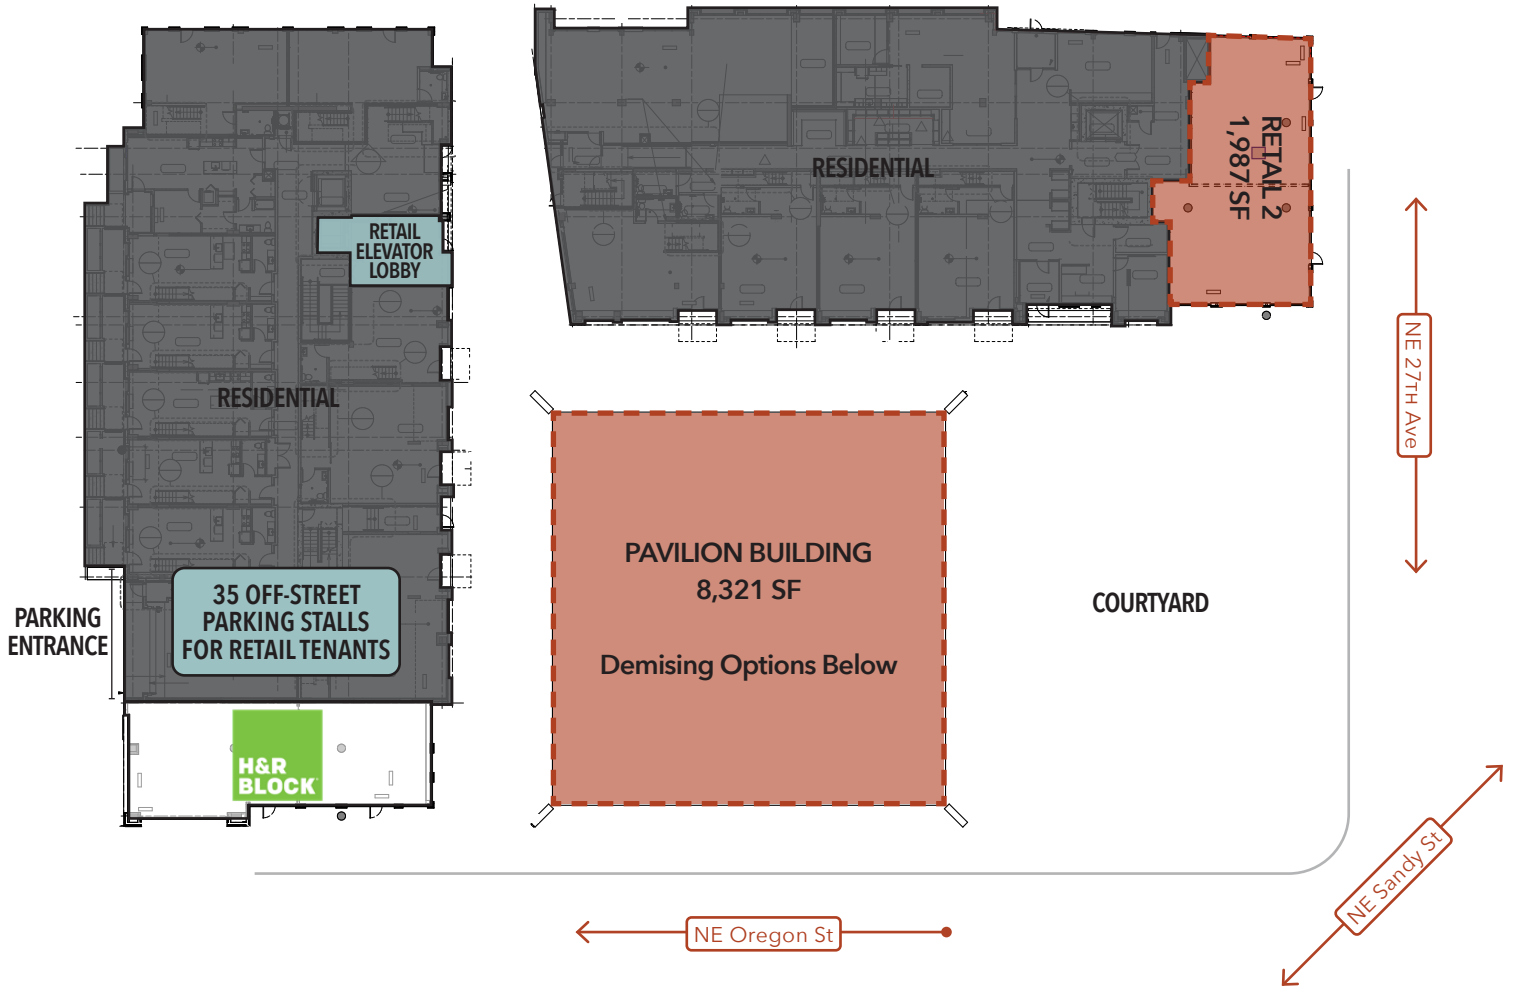 RESIDENTIAL
RETAIL 2
1,987 SF
RETAIL
ELEVATOR
LOBBY
RESIDENTIAL
NE 27TH Ave
PAVILION BUILDING
8,321 SF
Demising Options Below
COURTYARD
35 OFF-STREET
PARKING STALLS
FOR RETAIL TENANTS
PARKING
ENTRANCE
H&R
BLOCK
NE Sandy St
NE Oregon St